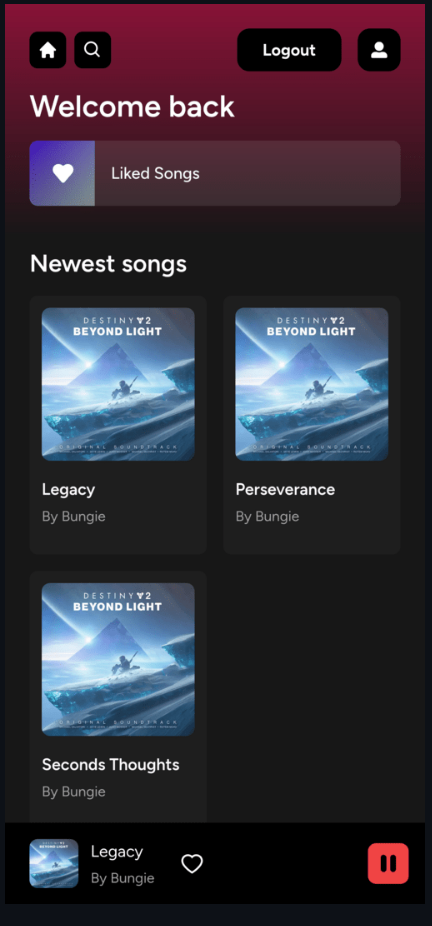 Logout
Welcome back
Liked Songs
Newest songs
DESTINY 2
BEYOND LIGHT
ORIGINAL SOUNDTRACK
DESTINY 2
BEYOND LIGHT
ORIGINAL SOUNDTRACK
Legacy
By Bungie
Perseverance
By Bungie
DESTINY 2
BEYOND LIGHT
ORIGINAL SOUNDTRACK
Seconds Thoughts
By Bungie
BEYOND LIGHT
Legacy
By Bungie